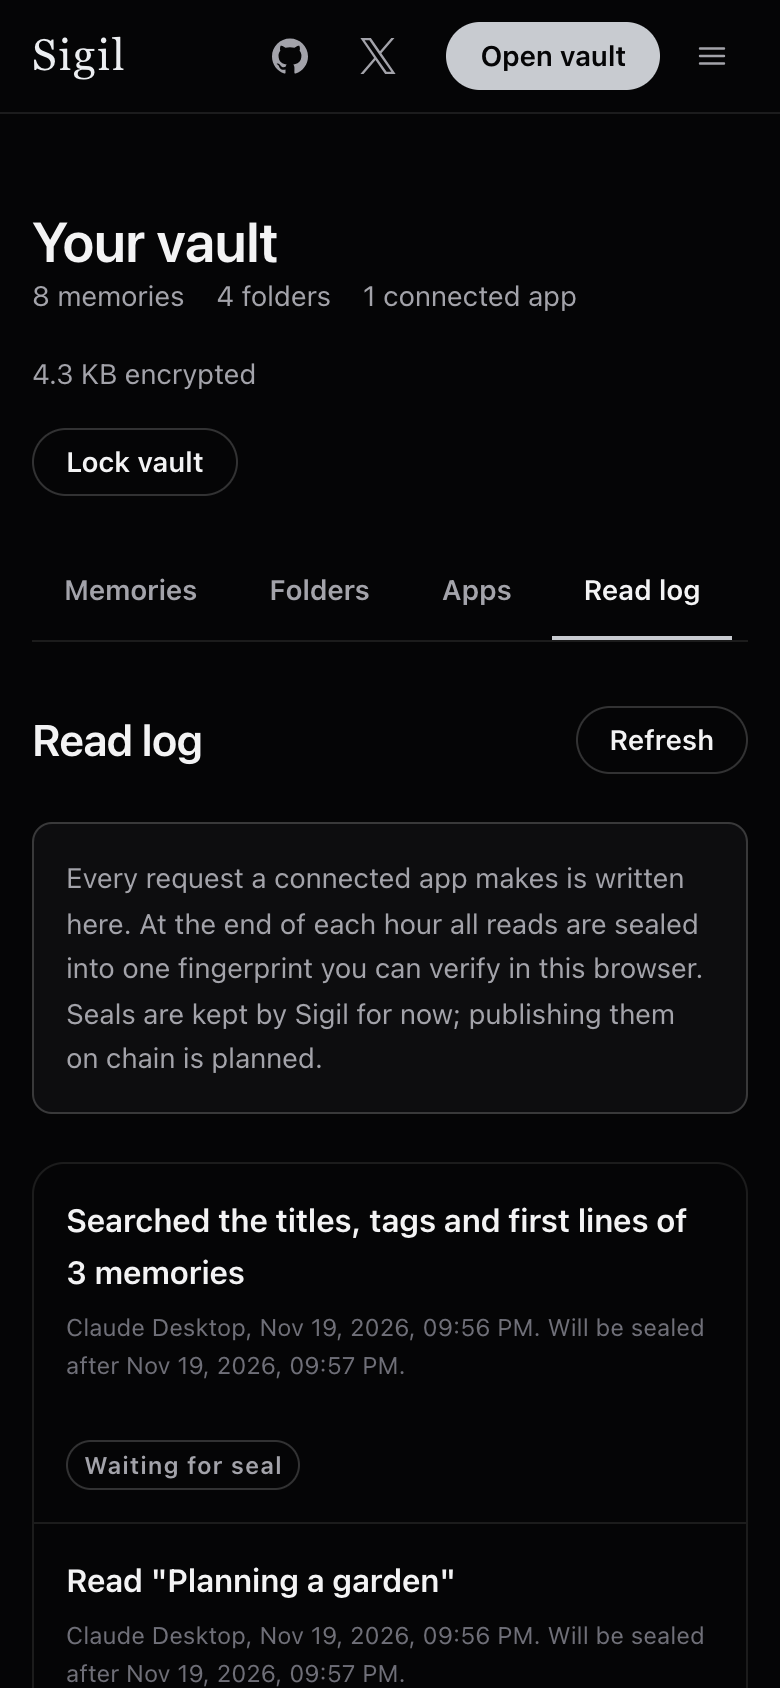 Sigil
Open vault
Your vault
8 memories 4 folders 1 connected app
4.3 KB encrypted
Lock vault
Memories Folders Apps Read log
Read log
Refresh
Every request a connected app makes is written
here. At the end of each hour all reads are sealed
into one fingerprint you can verify in this browser.
Seals are kept by Sigil for now; publishing them
on chain is planned.
Searched the titles, tags and first lines of
3 memories
Claude Desktop, Nov 19, 2026, 09:56 PM. Will be sealed
after Nov 19, 2026, 09:57 PM.
Waiting for seal
Read "Planning a garden"
Claude Desktop, Nov 19, 2026, 09:56 PM. Will be sealed
after Nov 19, 2026, 09:57 PM.